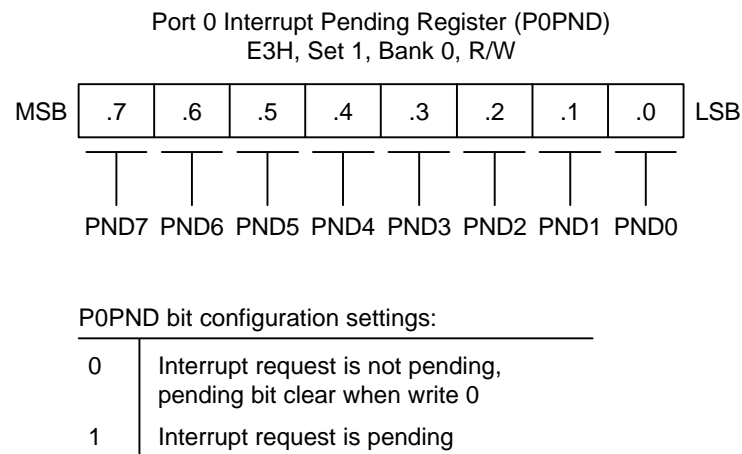 Port 0 Interrupt Pending Register (P0PND)
E3H, Set 1, Bank 0, R/W
MSB .7 .6 .5 .4 .3 .2 .1 .0 LSB
PND7 PND6 PND5 PND4 PND3 PND2 PND1 PND0
P0PND bit configuration settings:
0 Interrupt request is not pending,
pending bit clear when write 0
1 Interrupt request is pending